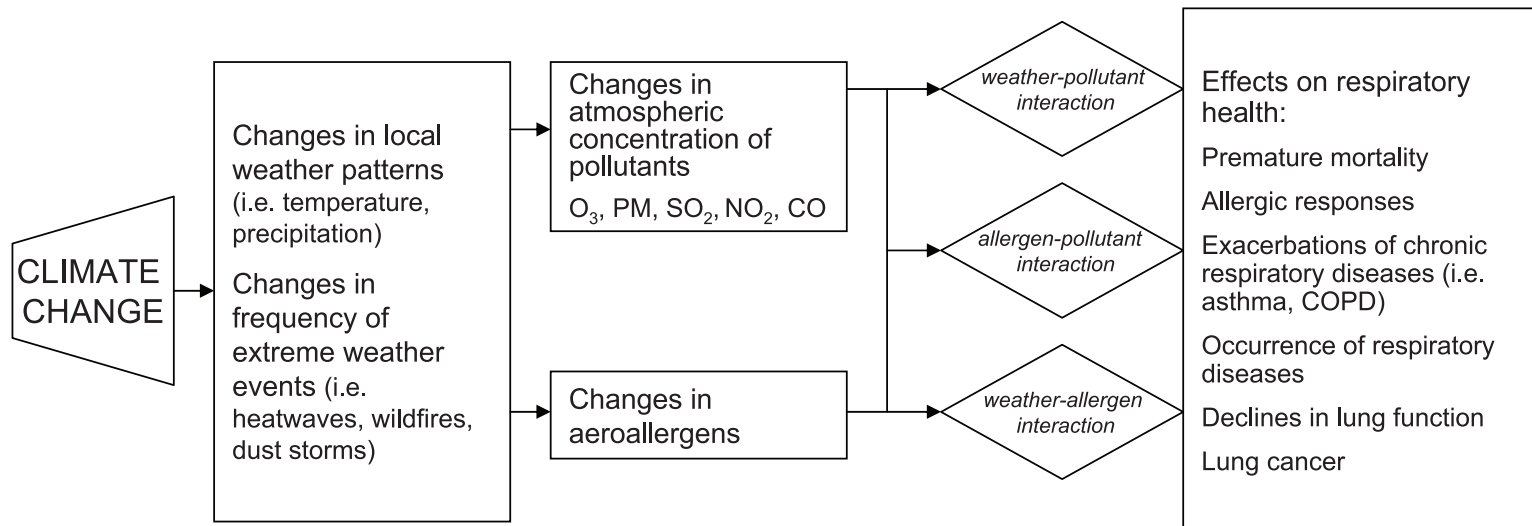 CLIMATE
CHANGE
Changes in local
weather patterns
(i.e. temperature,
precipitation)
Changes in
frequency of
extreme weather
events (i.e.
heatwaves, wildfires,
dust storms)
Changes in
atmospheric
concentration of
pollutants
O₃, PM, SO₂, NO₂, CO
Changes in
aeroallergens
weather-pollutant
interaction
allergen-pollutant
interaction
weather-allergen
interaction
Effects on respiratory
health:
Premature mortality
Allergic responses
Exacerbations of chronic
respiratory diseases (i.e.
asthma, COPD)
Occurrence of respiratory
diseases
Declines in lung function
Lung cancer